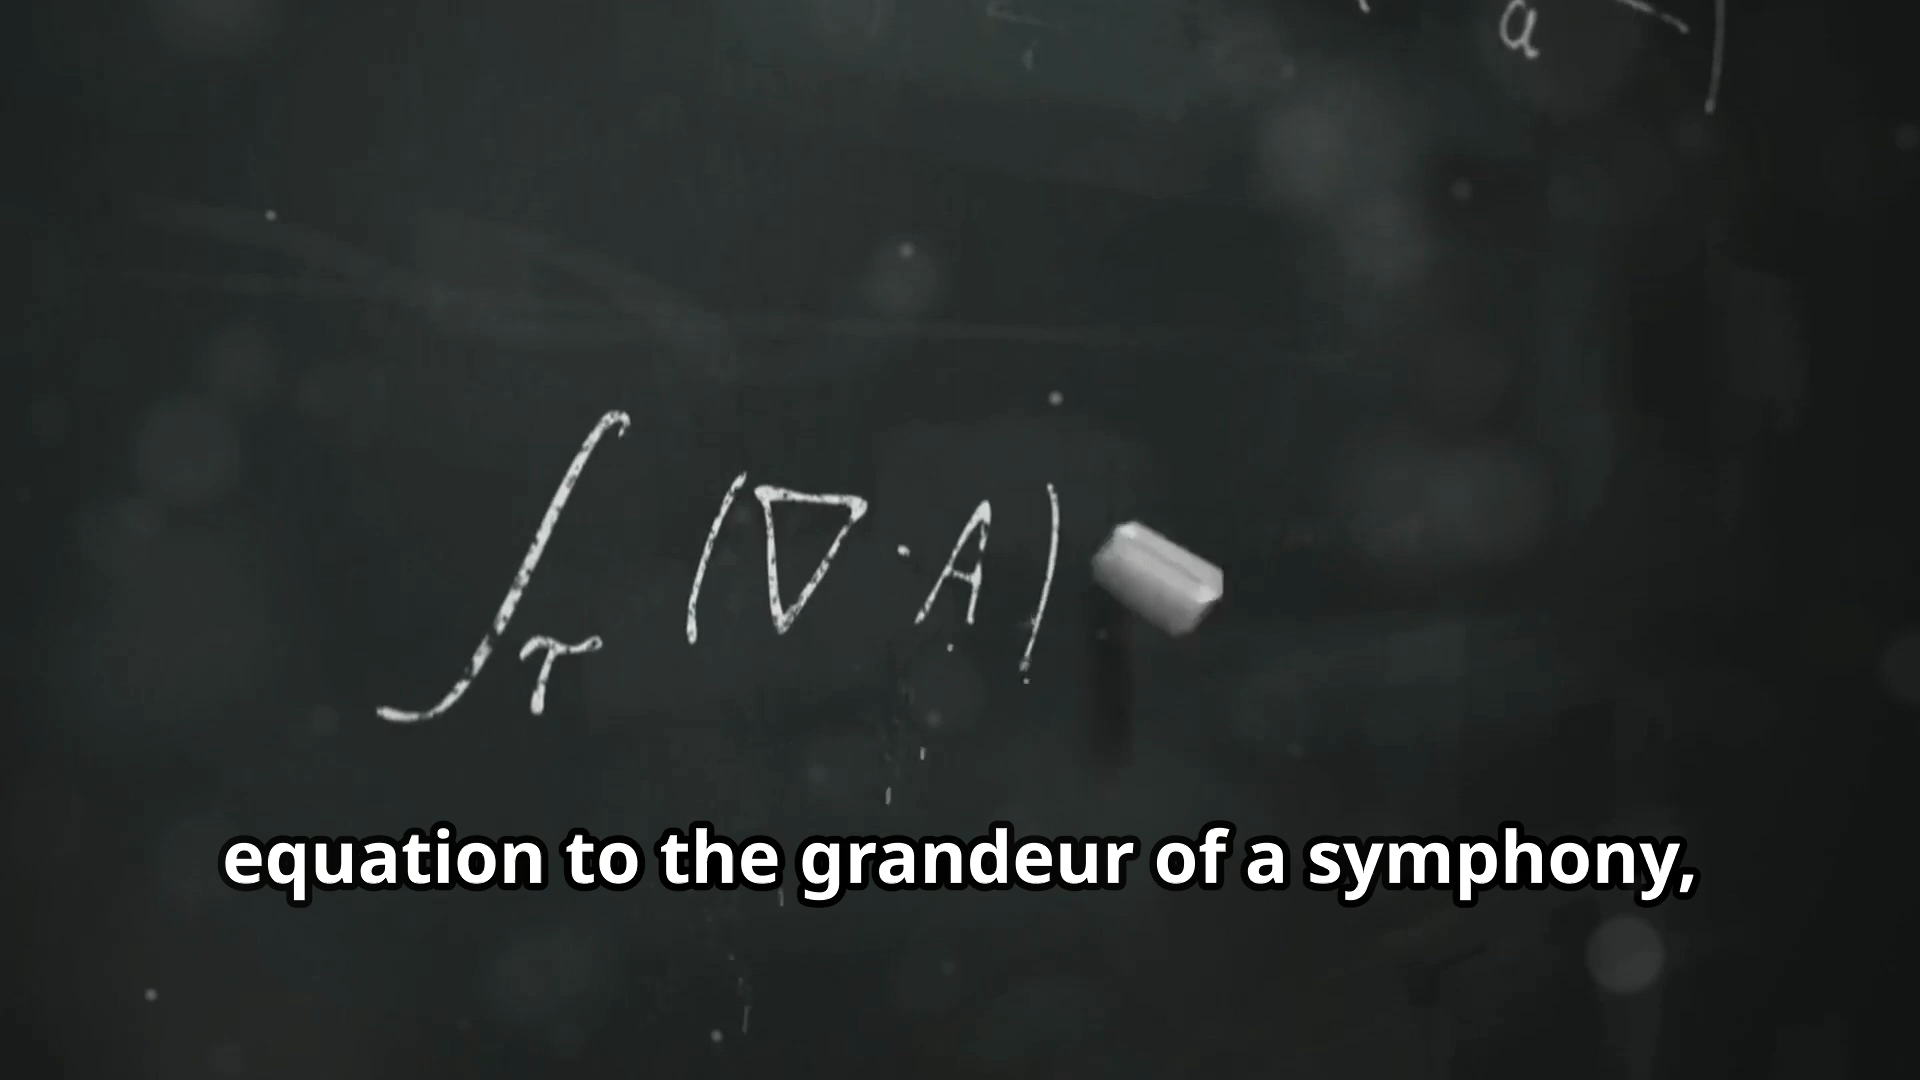 a
∫τ (∇ · A)
equation to the grandeur of a symphony,